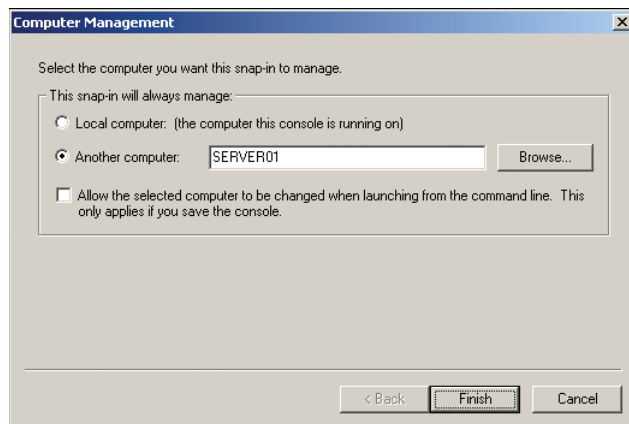 Computer Management
Select the computer you want this snap-in to manage.
This snap-in will always manage:
Local computer: (the computer this console is running on)
Another computer: SERVER01 Browse...
Allow the selected computer to be changed when launching from the command line. This
only applies if you save the console.
< Back Finish Cancel